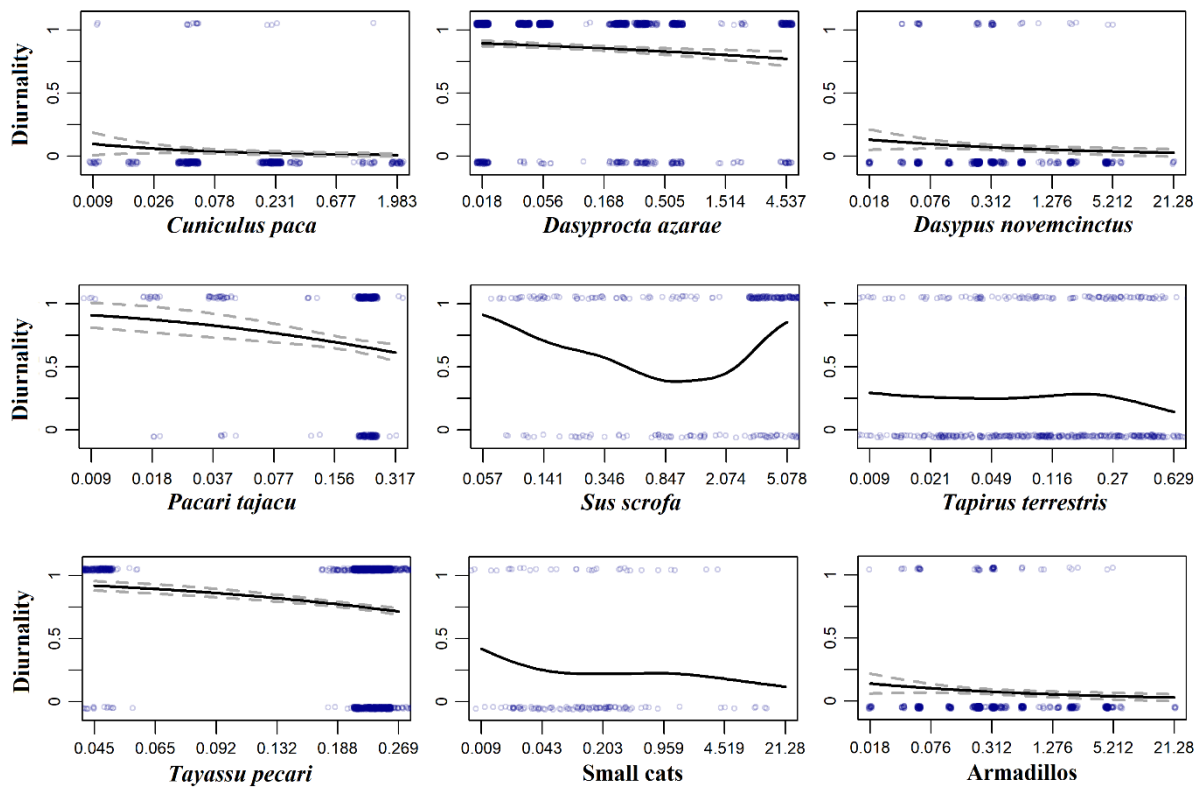 Diurnality
1
0.5
0
0.009 0.026 0.078 0.231 0.677 1.983
Cuniculus paca
0.018 0.056 0.168 0.505 1.514 4.537
Dasyprocta azarae
0.018 0.076 0.312 1.276 5.212 21.28
Dasypus novemcinctus
1
0.5
0
1
0.5
0
Diurnality
1
0.5
0
0.009 0.018 0.037 0.077 0.156 0.317
Pacari tajacu
1
0.5
0
0.057 0.141 0.346 0.847 2.074 5.078
Sus scrofa
1
0.5
0
0.009 0.021 0.049 0.116 0.27 0.629
Tapirus terrestris
Diurnality
1
0.5
0
0.045 0.065 0.092 0.132 0.188 0.269
Tayassu pecari
1
0.5
0
0.009 0.043 0.203 0.959 4.519 21.28
Small cats
1
0.5
0
0.018 0.076 0.312 1.276 5.212 21.28
Armadillos